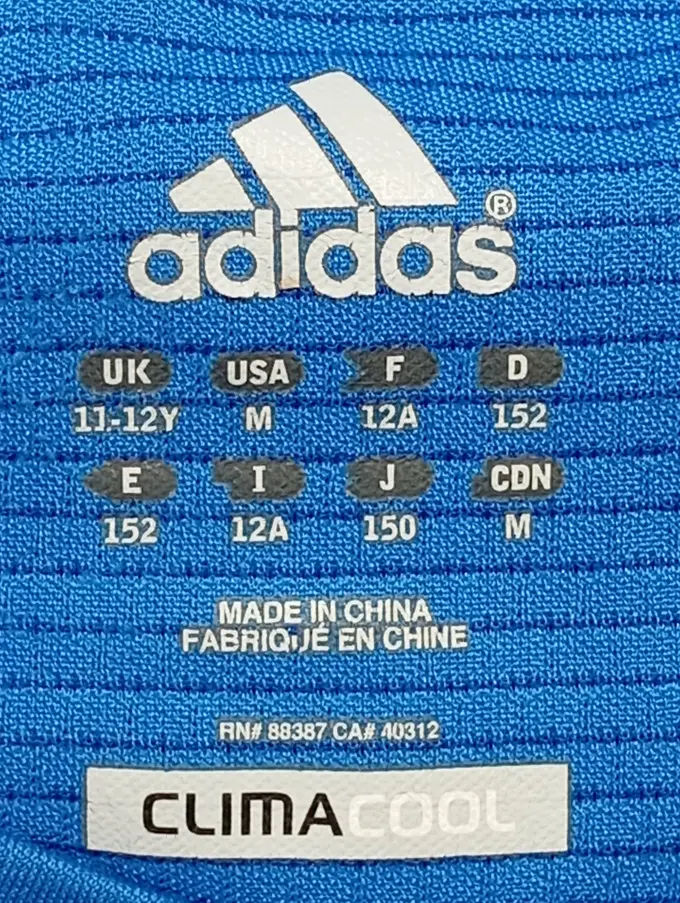 adidas®
UK USA F D
11-12Y M 12A 152
E I J CDN
152 12A 150 M
MADE IN CHINA
FABRIQUÉ EN CHINE
RN# 88387 CA# 40312
CLIMACOOL